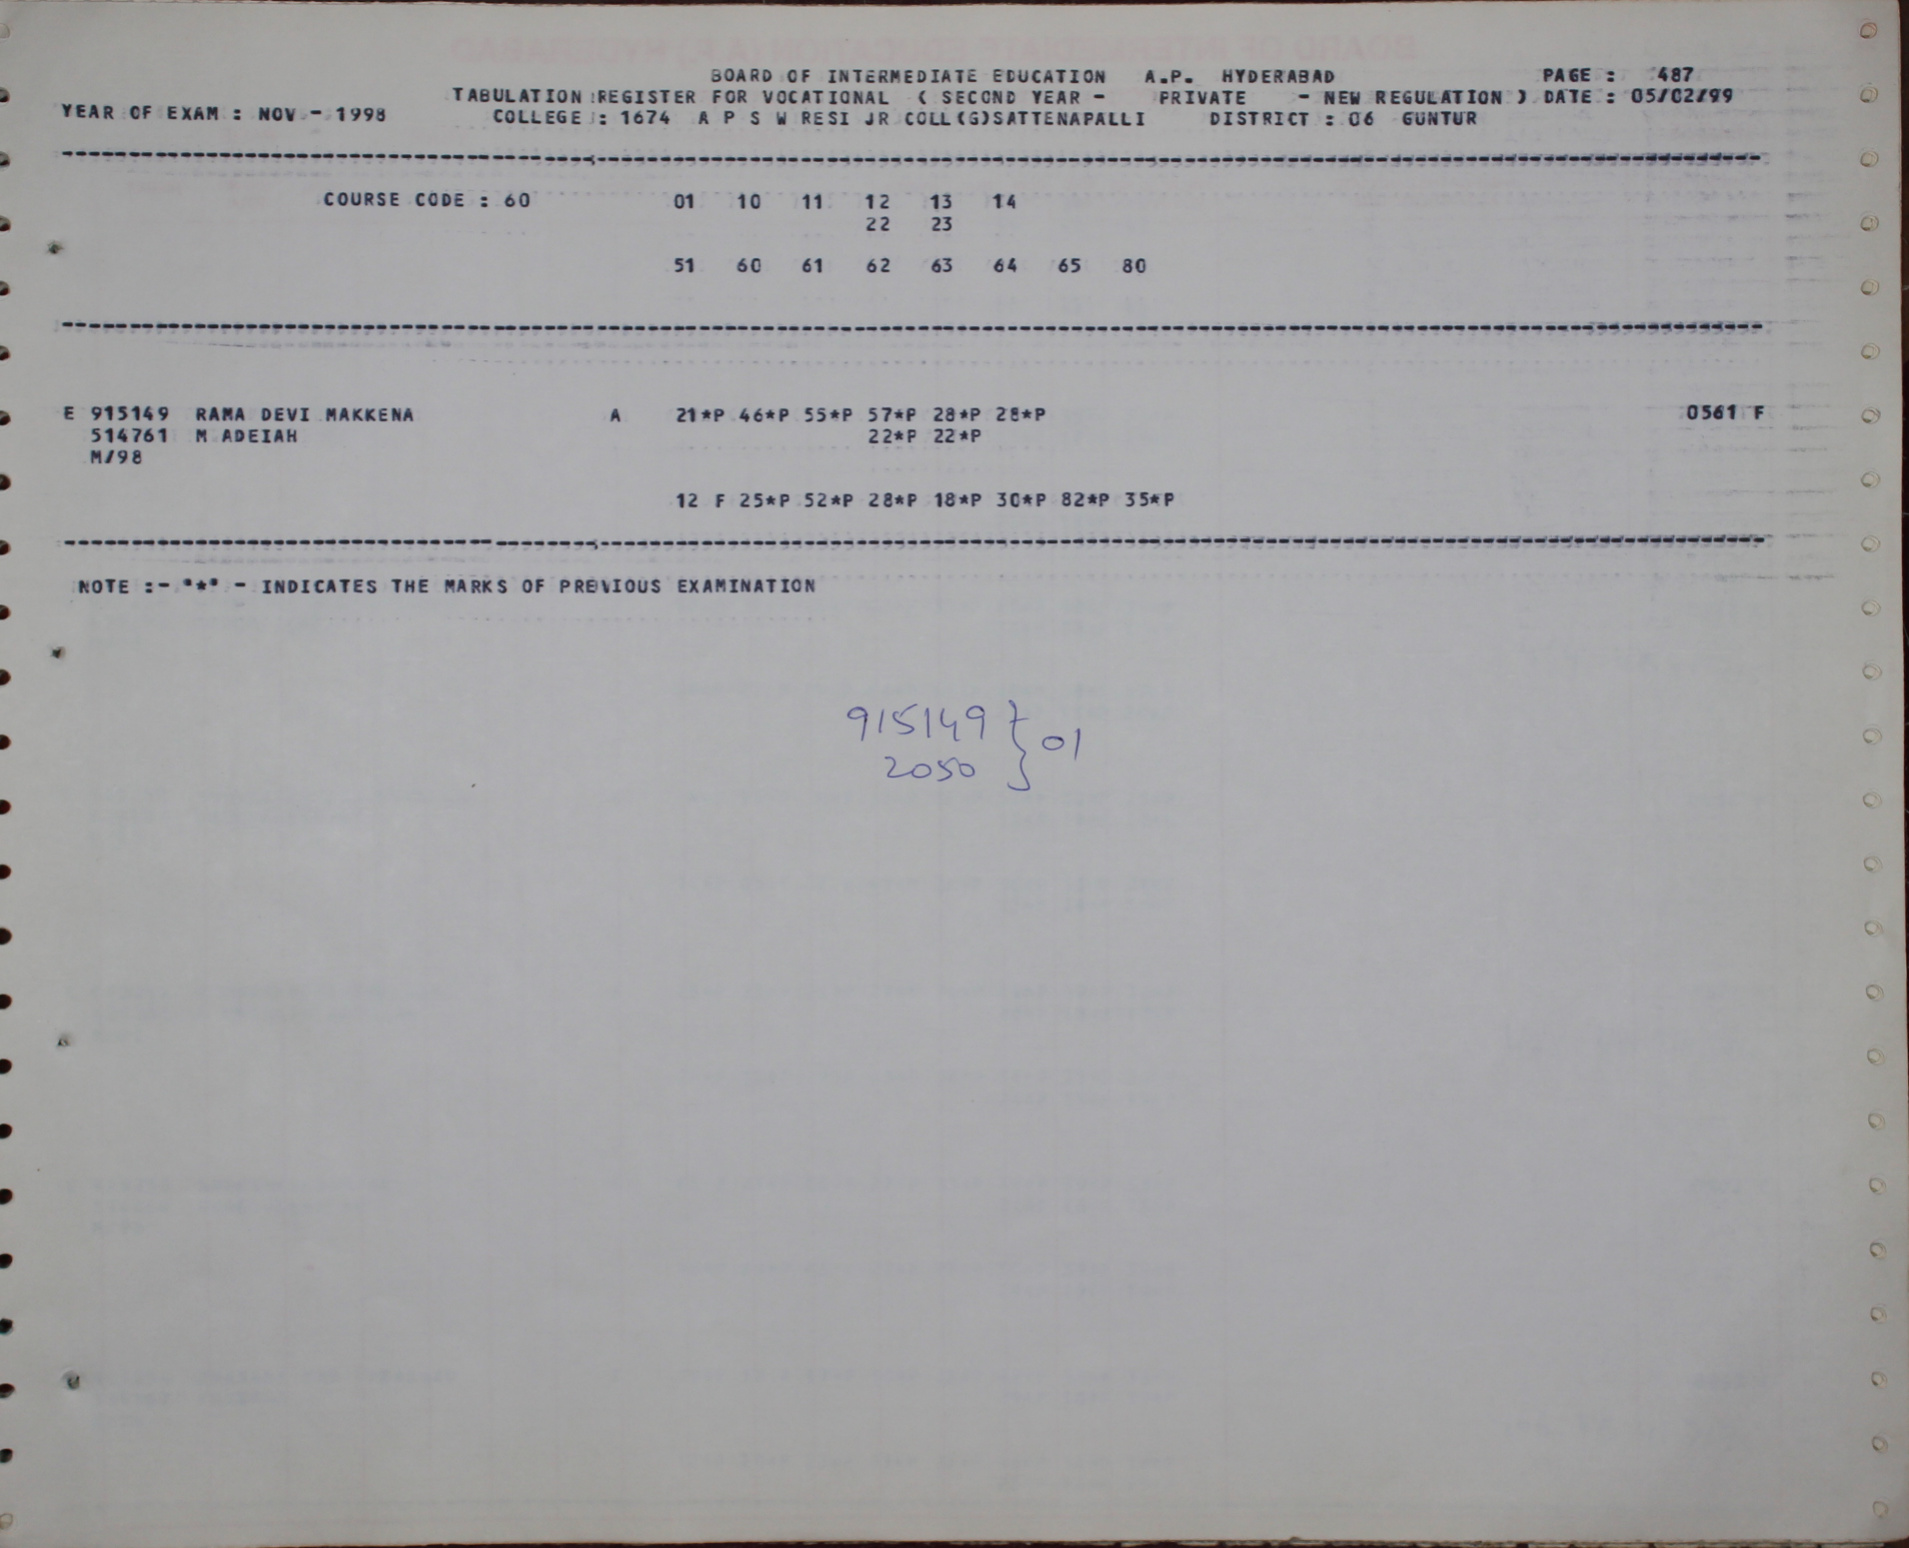 BOARD OF INTERMEDIATE EDUCATION A.P. HYDERABAD PAGE : 487
TABULATION REGISTER FOR VOCATIONAL ( SECOND YEAR - PRIVATE - NEW REGULATION ) DATE : 05/02/99
YEAR OF EXAM : NOV - 1998 COLLEGE : 1674 A P S W RESI JR COLL(G)SATTENAPALLI DISTRICT : 06 GUNTUR
COURSE CODE : 60 01 10 11 12 13 14
22 23
51 60 61 62 63 64 65 80
E 915149 RAMA DEVI MAKKENA A 21*P 46*P 55*P 57*P 28*P 28*P 0561 F
514761 M ADEIAH 22*P 22*P
M/98
12 F 25*P 52*P 28*P 18*P 30*P 82*P 35*P
NOTE :- "*" - INDICATES THE MARKS OF PREVIOUS EXAMINATION
915149 } 01
2050